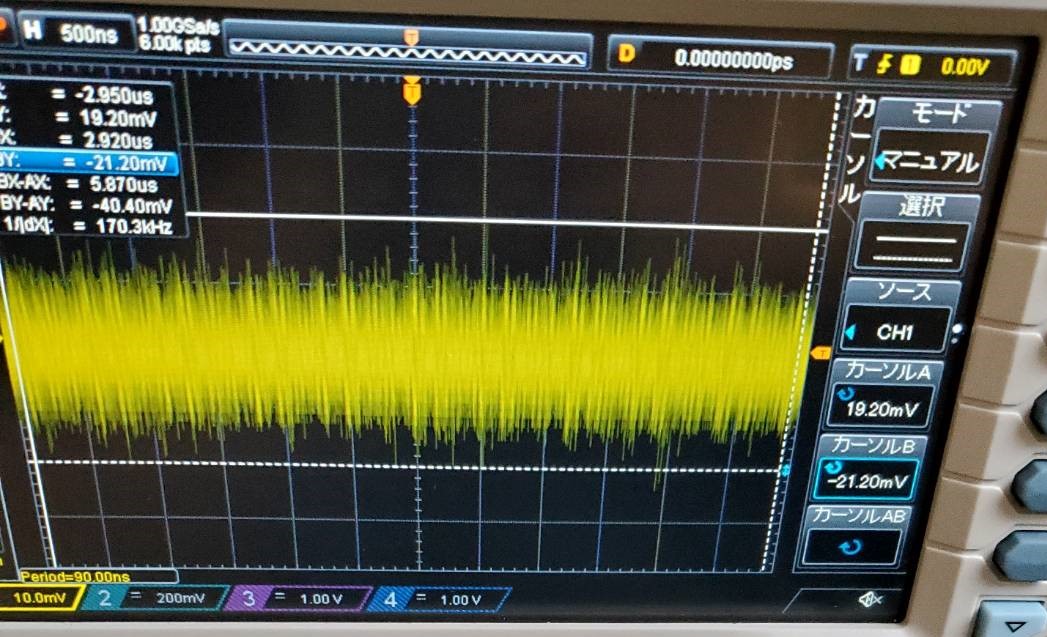 H 500ns 1.00GSa/s
6.00k pts
T
D 0.00000000ps
T 1 0.00V
= -2.950us
Y: = 19.20mV
X: = 2.920us
BY: = -21.20mV
BX-AX: = 5.870us
BY-AY: = -40.40mV
1/|dX|: = 170.3kHz
T
カーソル
モード
マニュアル
選択
ソース
CH1
カーソルA
19.20mV
カーソルB
-21.20mV
カーソルAB
T
Period=90.00ns
10.0mV 2 = 200mV 3 = 1.00 V 4 = 1.00 V